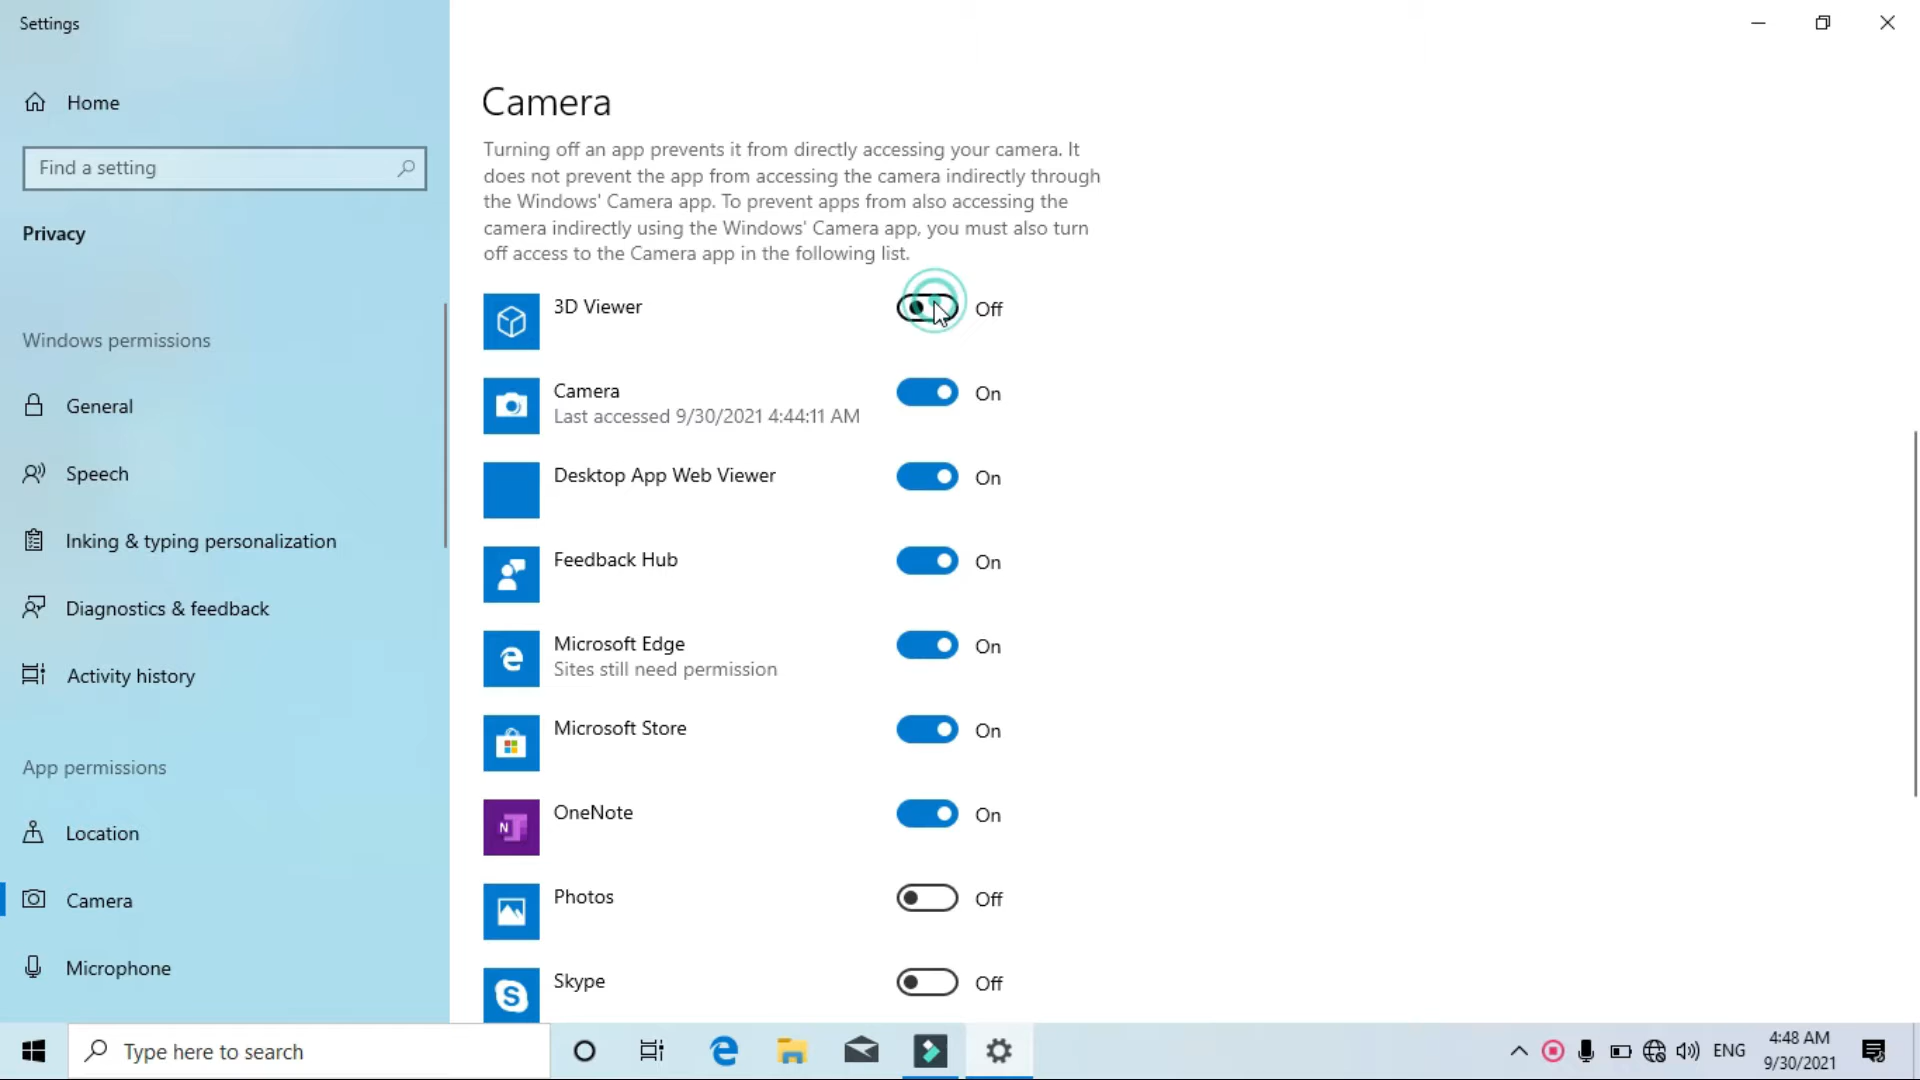 Settings
Home
Find a setting
Privacy
Windows permissions
General
Speech
Inking & typing personalization
Diagnostics & feedback
Activity history
App permissions
Location
Camera
Microphone
Camera
Turning off an app prevents it from directly accessing your camera. It
does not prevent the app from accessing the camera indirectly through
the Windows' Camera app. To prevent apps from also accessing the
camera indirectly using the Windows' Camera app, you must also turn
off access to the Camera app in the following list.
3D Viewer Off
Camera On
Last accessed 9/30/2021 4:44:11 AM
Desktop App Web Viewer On
Feedback Hub On
Microsoft Edge On
Sites still need permission
Microsoft Store On
N
OneNote On
Photos Off
S
Skype Off
Type here to search
ENG
4:48 AM
9/30/2021